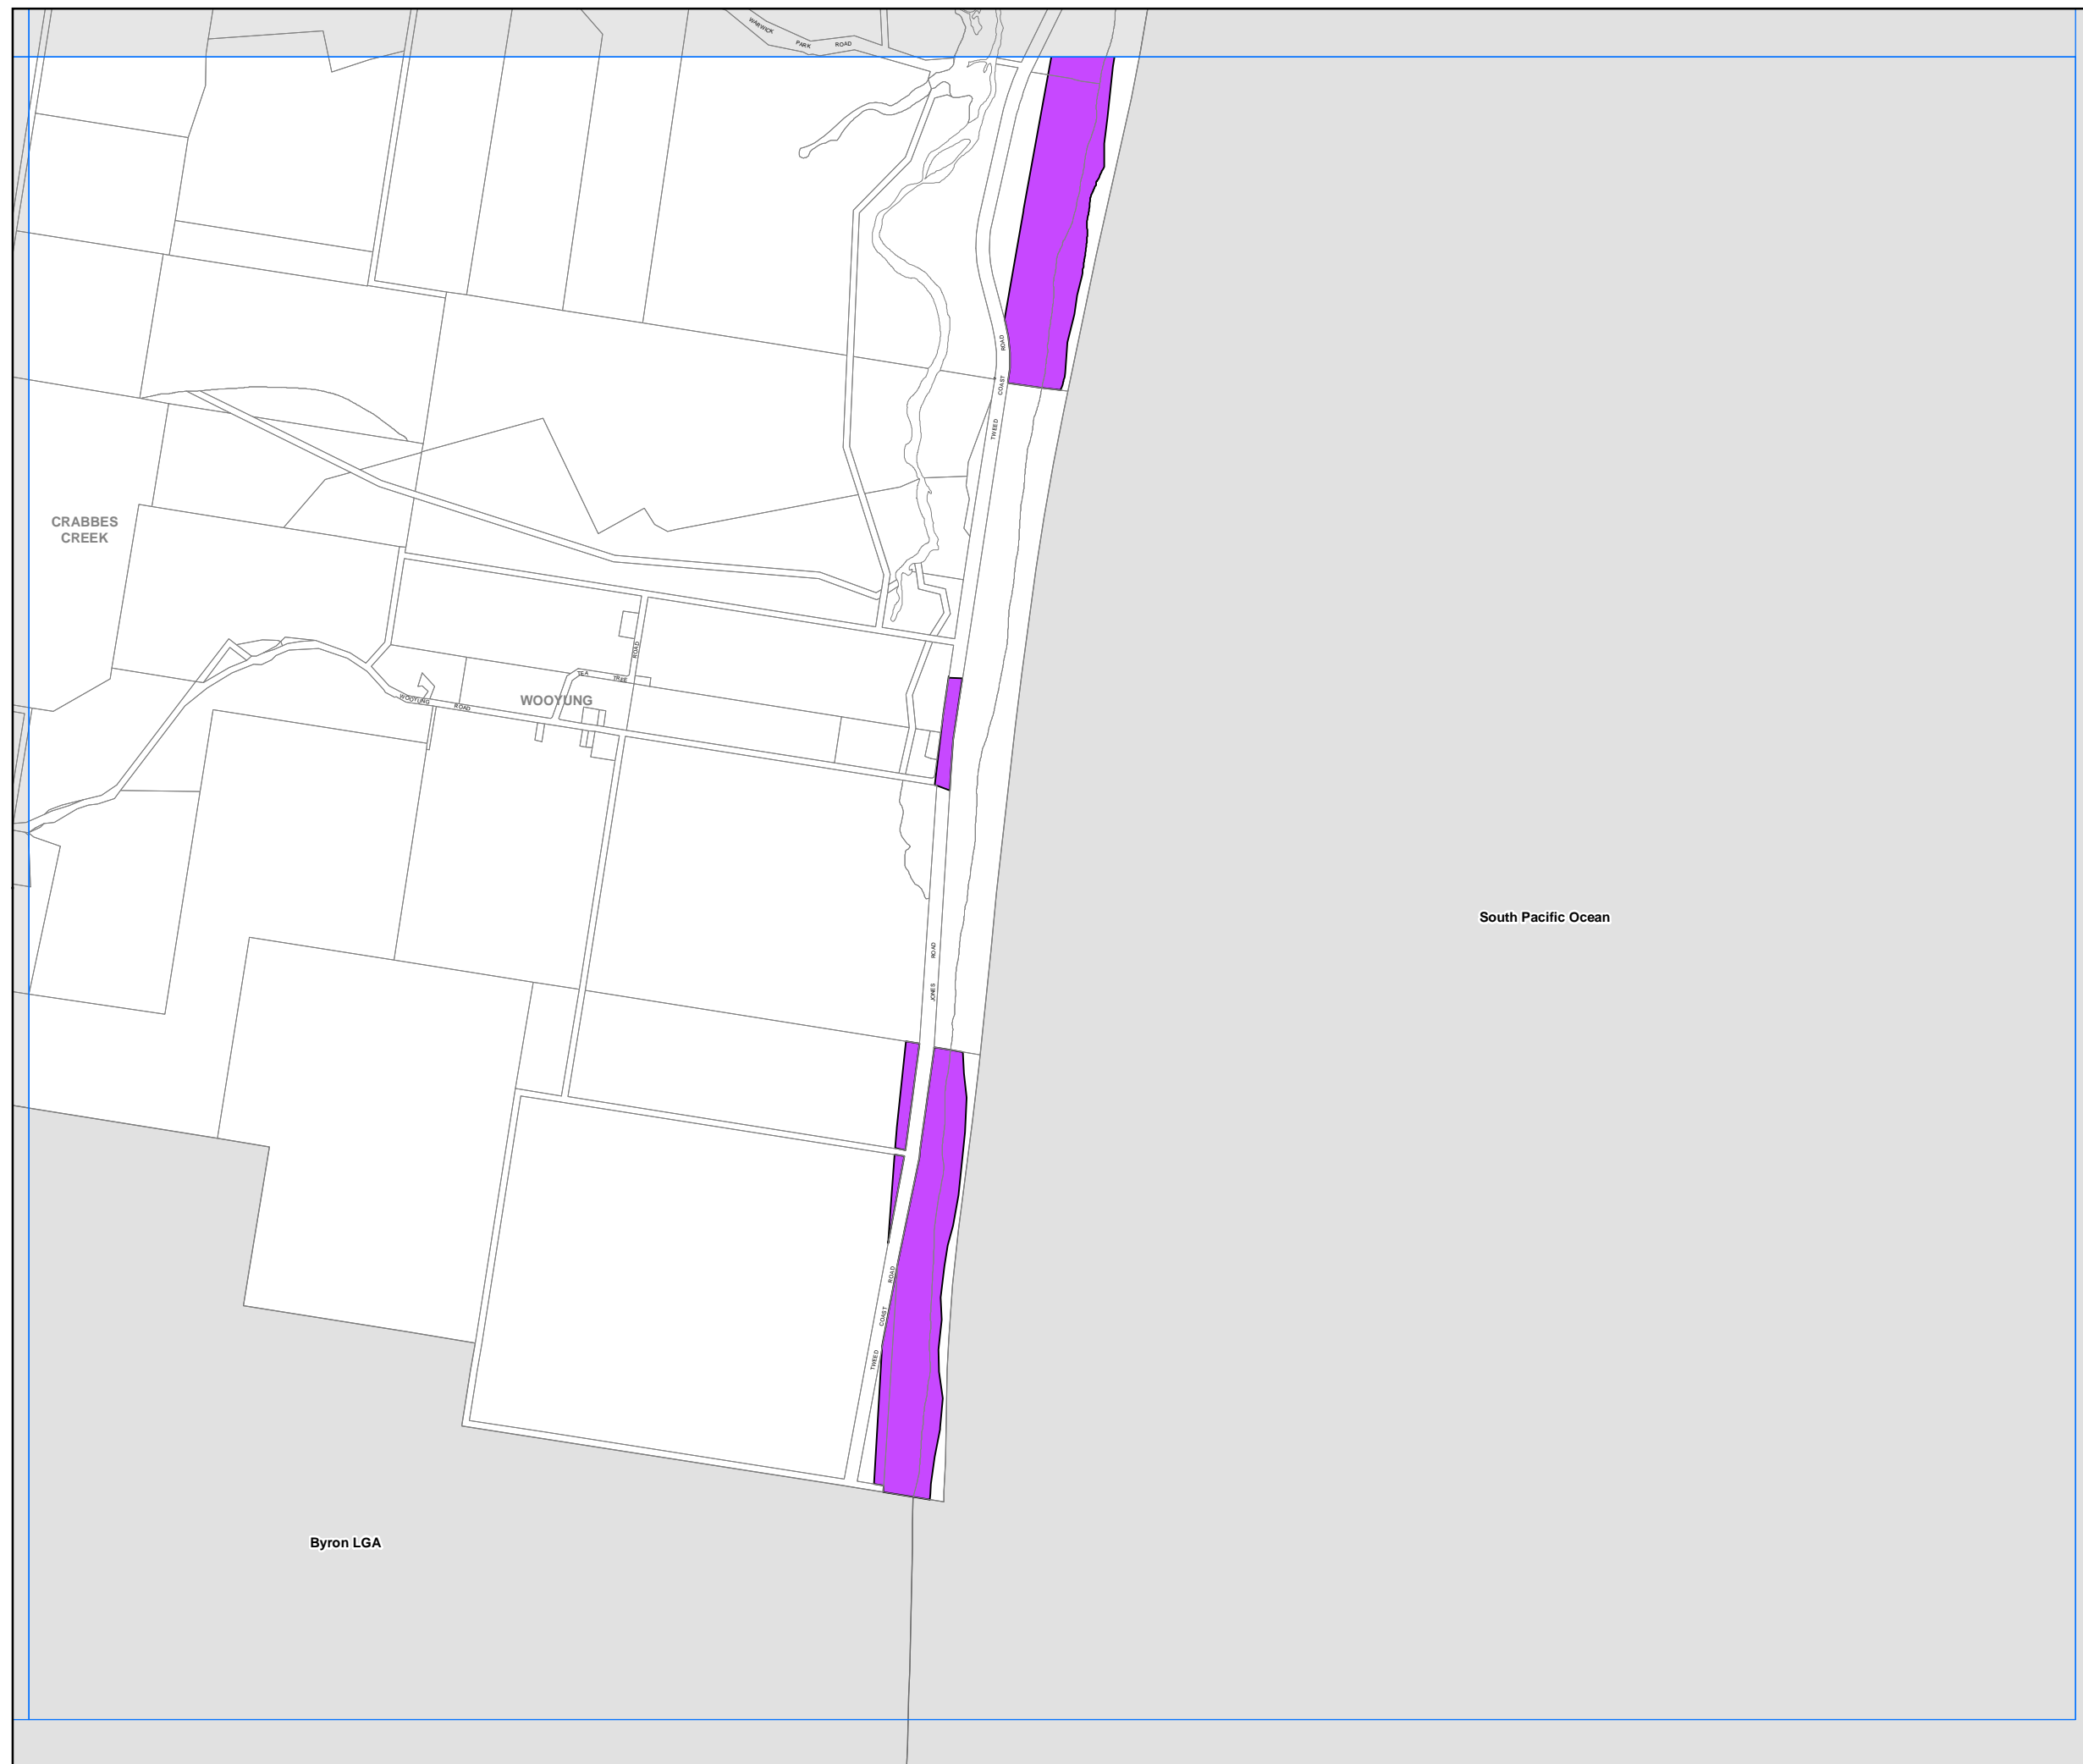 WARWICK
PARK
ROAD
ROAD
COAST
TWEED
CRABBES
CREEK
ROAD
TEA
TREE
WOOYUNG
ROAD
WOOYUNG
South Pacific Ocean
ROAD
JONES
ROAD
COAST
TWEED
Byron LGA